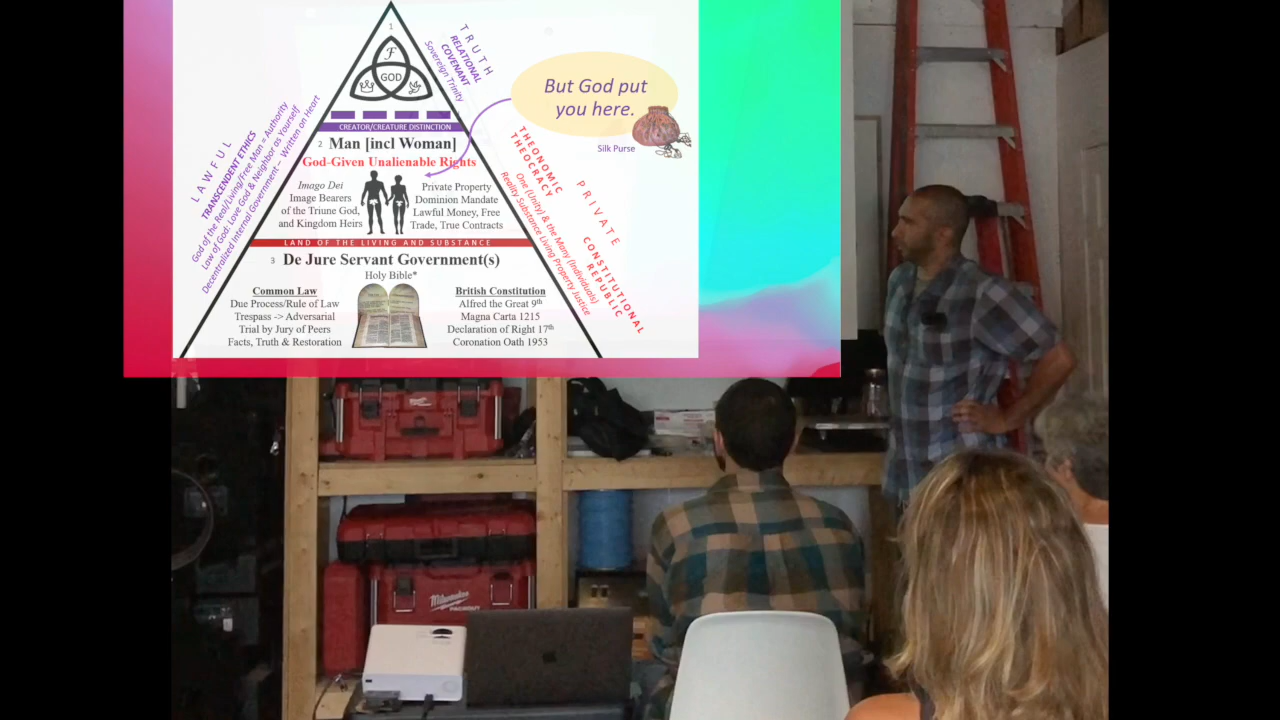 1
F
GOD
CREATOR/CREATURE DISTINCTION
2 Man [incl Woman]
God-Given Unalienable Rights
Imago Dei
Image Bearers
of the Triune God,
and Kingdom Heirs
Private Property
Dominion Mandate
Lawful Money, Free
Trade, True Contracts
LAND OF THE LIVING AND SUBSTANCE
3 De Jure Servant Government(s)
Holy Bible*
Common Law
Due Process/Rule of Law
Trespass -> Adversarial
Trial by Jury of Peers
Facts, Truth & Restoration
British Constitution
Alfred the Great 9th
Magna Carta 1215
Declaration of Right 17th
Coronation Oath 1953
LAWFUL
TRANSCENDENT ETHICS
God of the Real/Living/Free Man - Authority
Law of God: Love God & Neighbor as Yourself
Decentralized Internal Government – Written on Heart
TRUTH
RELATIONAL
COVENANT
Sovereign Trinity
But God put
you here.
Silk Purse
THEONOMIC
THEOCRACY
One (Unity) & the Many (Individuals)
Reality Substance Living Property Justice
PRIVATE
CONSTITUTIONAL
REPUBLIC
Milwaukee
Milwaukee
PACKOUT